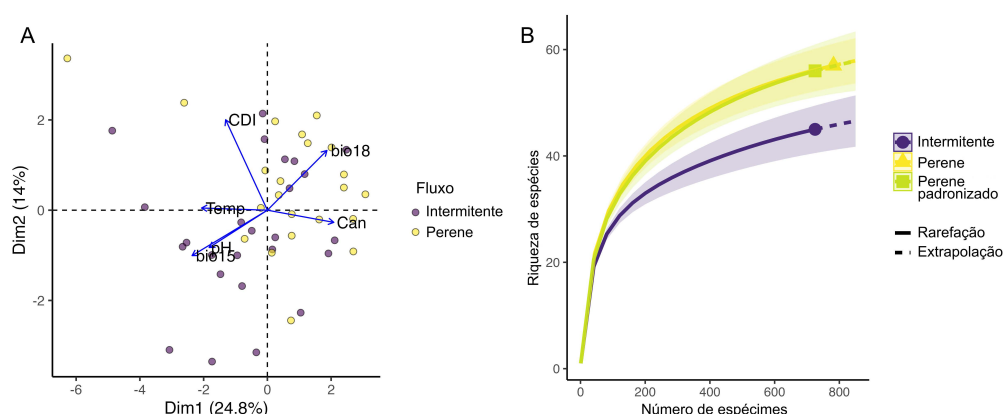 A
CDI
bio18
Temp
Can
pH
bio15
2
0
-2
Dim2 (14%)
-6
-4
-2
0
2
Dim1 (24.8%)
Fluxo
Intermitente
Perene
B
60
40
20
0
Riqueza de espécies
0
200
400
600
800
Número de espécimes
Intermitente
Perene
Perene
padronizado
Rarefação
Extrapolação